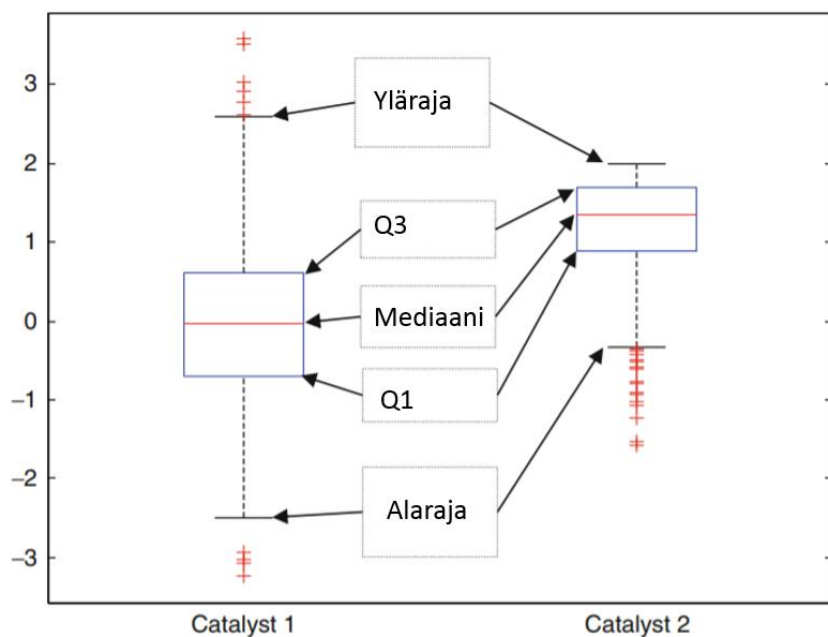 3
2
1
0
−1
−2
−3
Yläraja
Q3
Mediaani
Q1
Alaraja
Catalyst 1
Catalyst 2